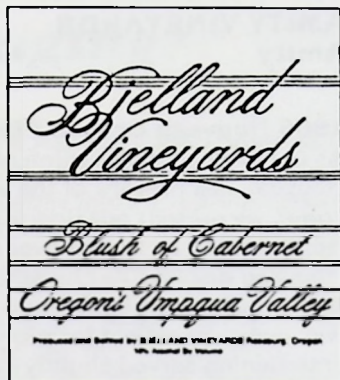 Bjelland
Vineyards
Blush of Cabernet
Oregon's Umpqua Valley
Produced and Bottled by BJELLAND VINEYARDS Roseburg, Oregon
Alcohol By Volume